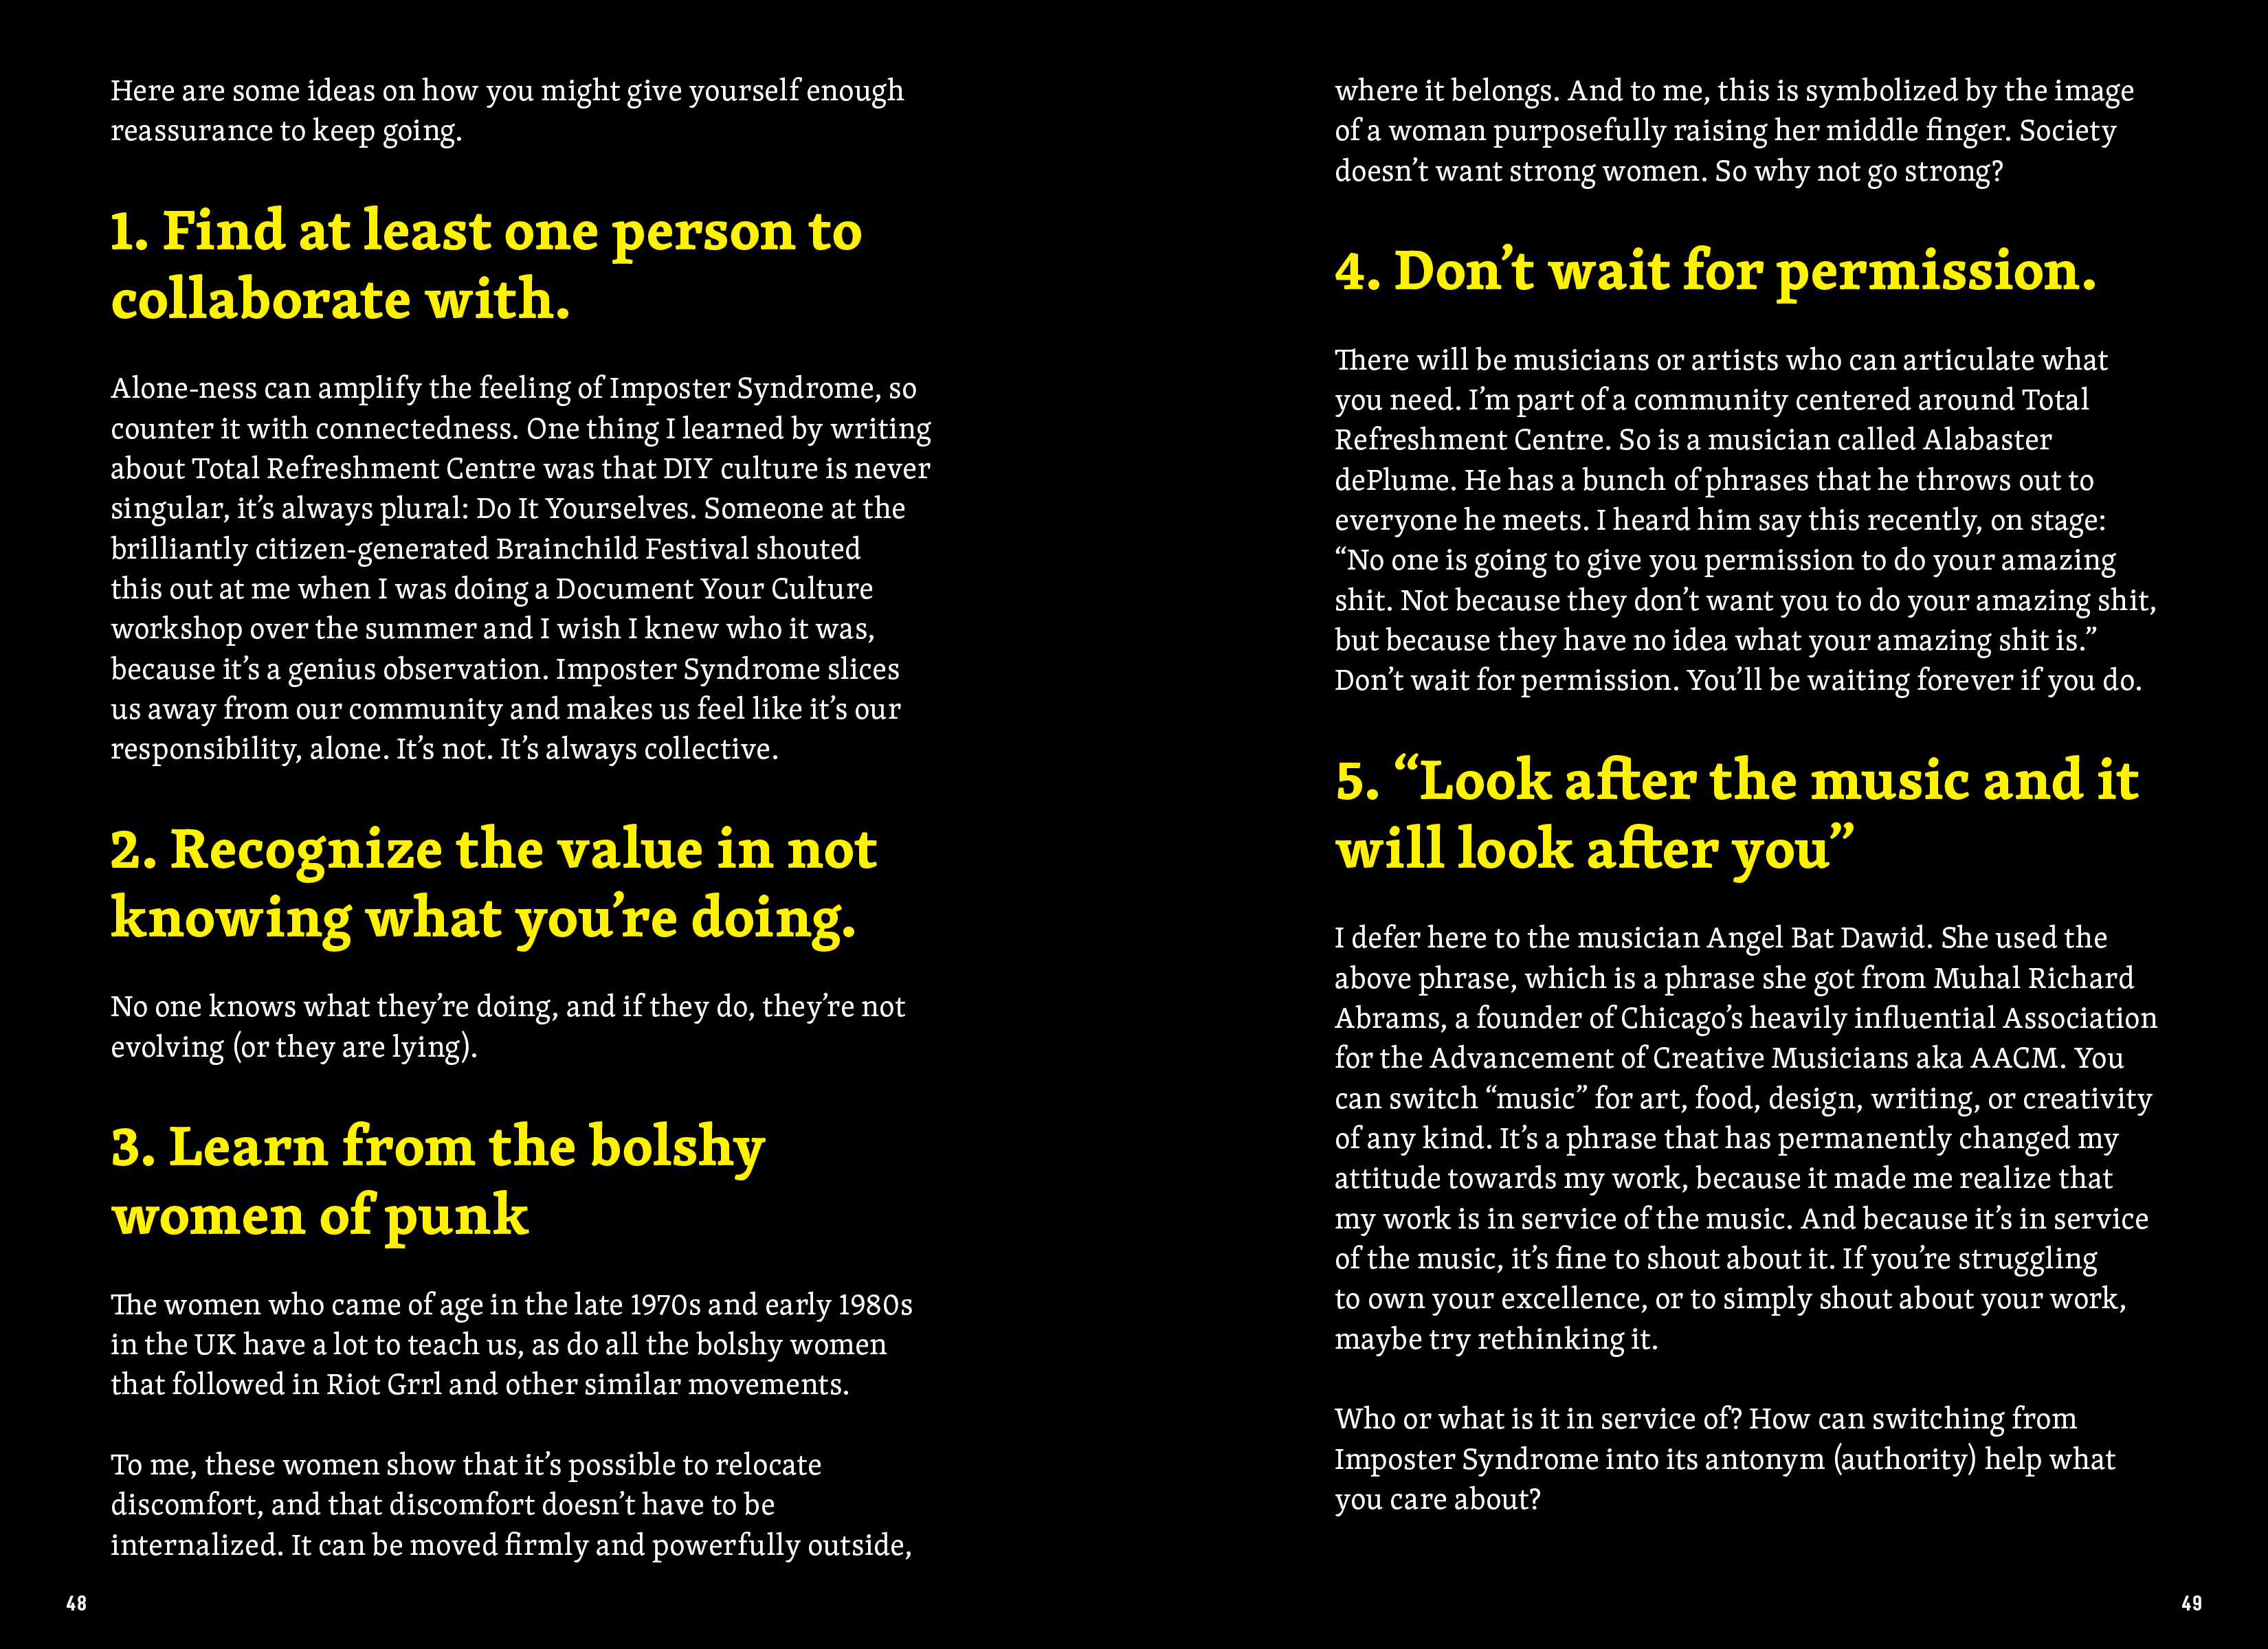 Here are some ideas on how you might give yourself enough
reassurance to keep going.
1. Find at least one person to
collaborate with.
Alone-ness can amplify the feeling of Imposter Syndrome, so
counter it with connectedness. One thing I learned by writing
about Total Refreshment Centre was that DIY culture is never
singular, it’s always plural: Do It Yourselves. Someone at the
brilliantly citizen-generated Brainchild Festival shouted
this out at me when I was doing a Document Your Culture
workshop over the summer and I wish I knew who it was,
because it’s a genius observation. Imposter Syndrome slices
us away from our community and makes us feel like it’s our
responsibility, alone. It’s not. It’s always collective.
2. Recognize the value in not
knowing what you’re doing.
No one knows what they’re doing, and if they do, they’re not
evolving (or they are lying).
3. Learn from the bolshy
women of punk
The women who came of age in the late 1970s and early 1980s
in the UK have a lot to teach us, as do all the bolshy women
that followed in Riot Grrl and other similar movements.
To me, these women show that it’s possible to relocate
discomfort, and that discomfort doesn’t have to be
internalized. It can be moved firmly and powerfully outside,
48
where it belongs. And to me, this is symbolized by the image
of a woman purposefully raising her middle finger. Society
doesn’t want strong women. So why not go strong?
4. Don’t wait for permission.
There will be musicians or artists who can articulate what
you need. I’m part of a community centered around Total
Refreshment Centre. So is a musician called Alabaster
dePlume. He has a bunch of phrases that he throws out to
everyone he meets. I heard him say this recently, on stage:
“No one is going to give you permission to do your amazing
shit. Not because they don’t want you to do your amazing shit,
but because they have no idea what your amazing shit is.”
Don’t wait for permission. You’ll be waiting forever if you do.
5. “Look after the music and it
will look after you”
I defer here to the musician Angel Bat Dawid. She used the
above phrase, which is a phrase she got from Muhal Richard
Abrams, a founder of Chicago’s heavily influential Association
for the Advancement of Creative Musicians aka AACM. You
can switch “music” for art, food, design, writing, or creativity
of any kind. It’s a phrase that has permanently changed my
attitude towards my work, because it made me realize that
my work is in service of the music. And because it’s in service
of the music, it’s fine to shout about it. If you’re struggling
to own your excellence, or to simply shout about your work,
maybe try rethinking it.
Who or what is it in service of? How can switching from
Imposter Syndrome into its antonym (authority) help what
you care about?
49